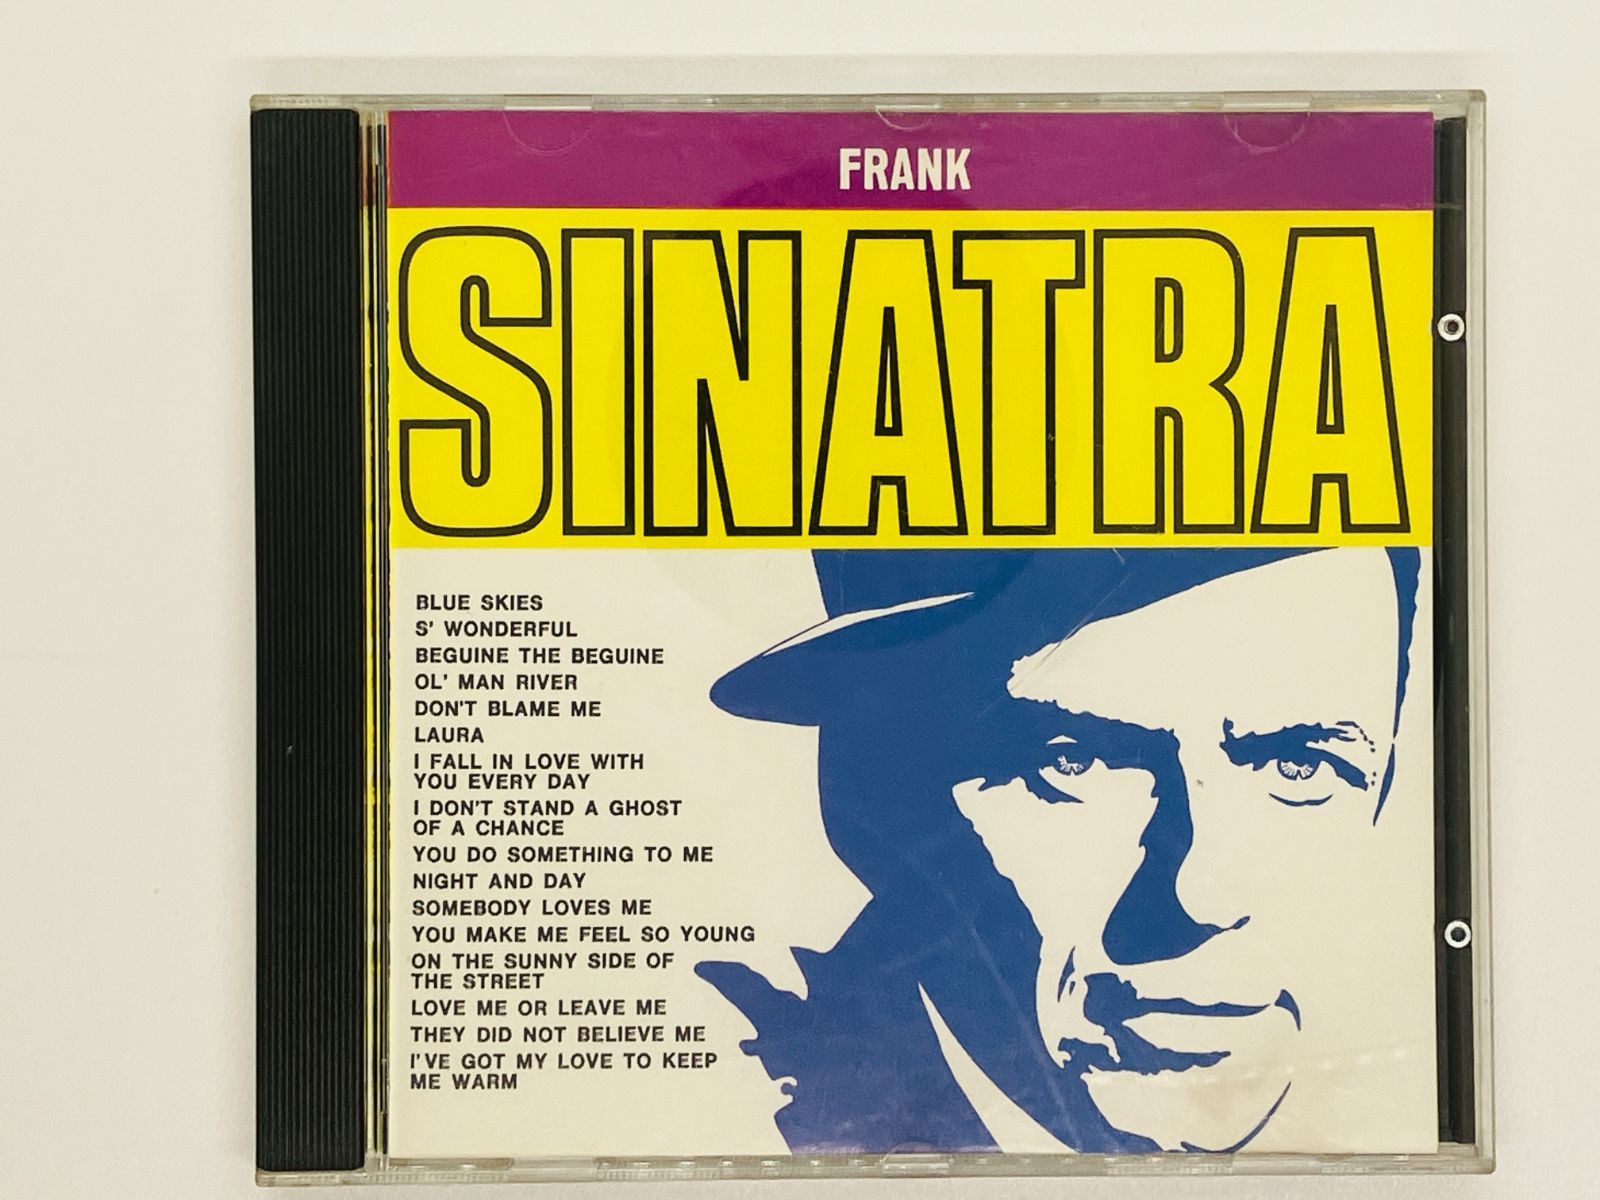 FRANK
SINATRA
BLUE SKIES
S' WONDERFUL
BEGUINE THE BEGUINE
OL' MAN RIVER
DON'T BLAME ME
LAURA
I FALL IN LOVE WITH
YOU EVERY DAY
I DON'T STAND A GHOST
OF A CHANCE
YOU DO SOMETHING TO ME
NIGHT AND DAY
SOMEBODY LOVES ME
YOU MAKE ME FEEL SO YOUNG
ON THE SUNNY SIDE OF
THE STREET
LOVE ME OR LEAVE ME
THEY DID NOT BELIEVE ME
I'VE GOT MY LOVE TO KEEP
ME WARM